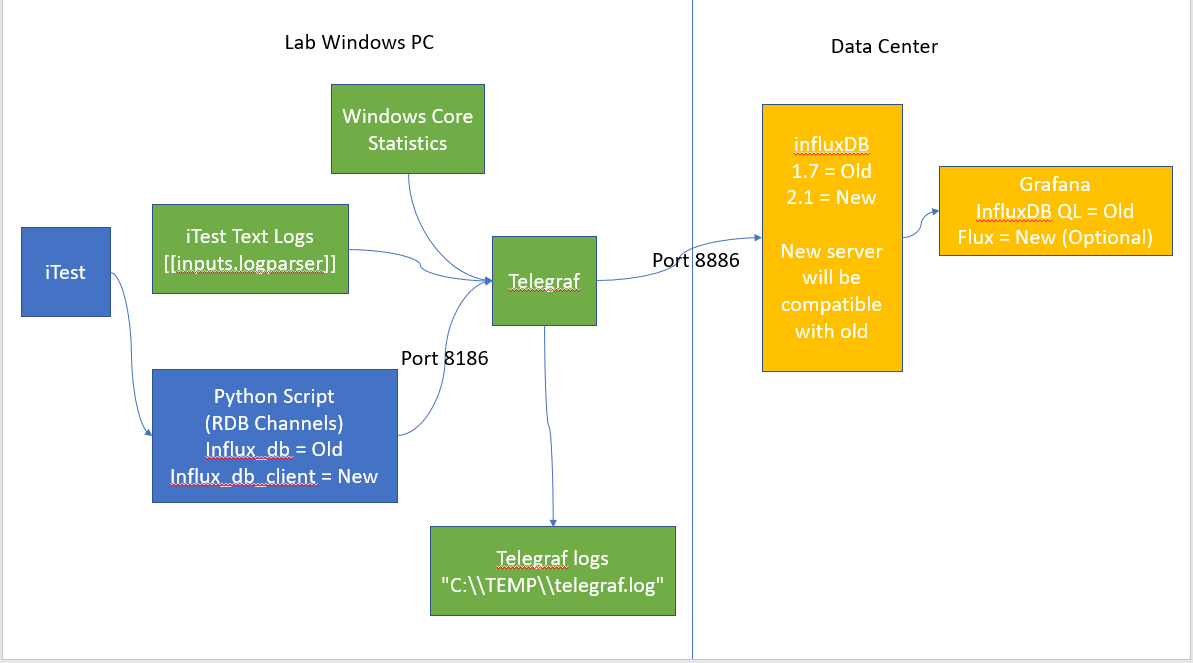 Lab Windows PC
Data Center
Windows Core
Statistics
iTest Text Logs
[[inputs.logparser]]
iTest
Telegraf
Port 8886
Port 8186
Python Script
(RDB Channels)
Influx_db = Old
Influx_db_client = New
Telegraf logs
"C:\\TEMP\\telegraf.log"
influxDB
1.7 = Old
2.1 = New
New server
will be
compatible
with old
Grafana
InfluxDB QL = Old
Flux = New (Optional)